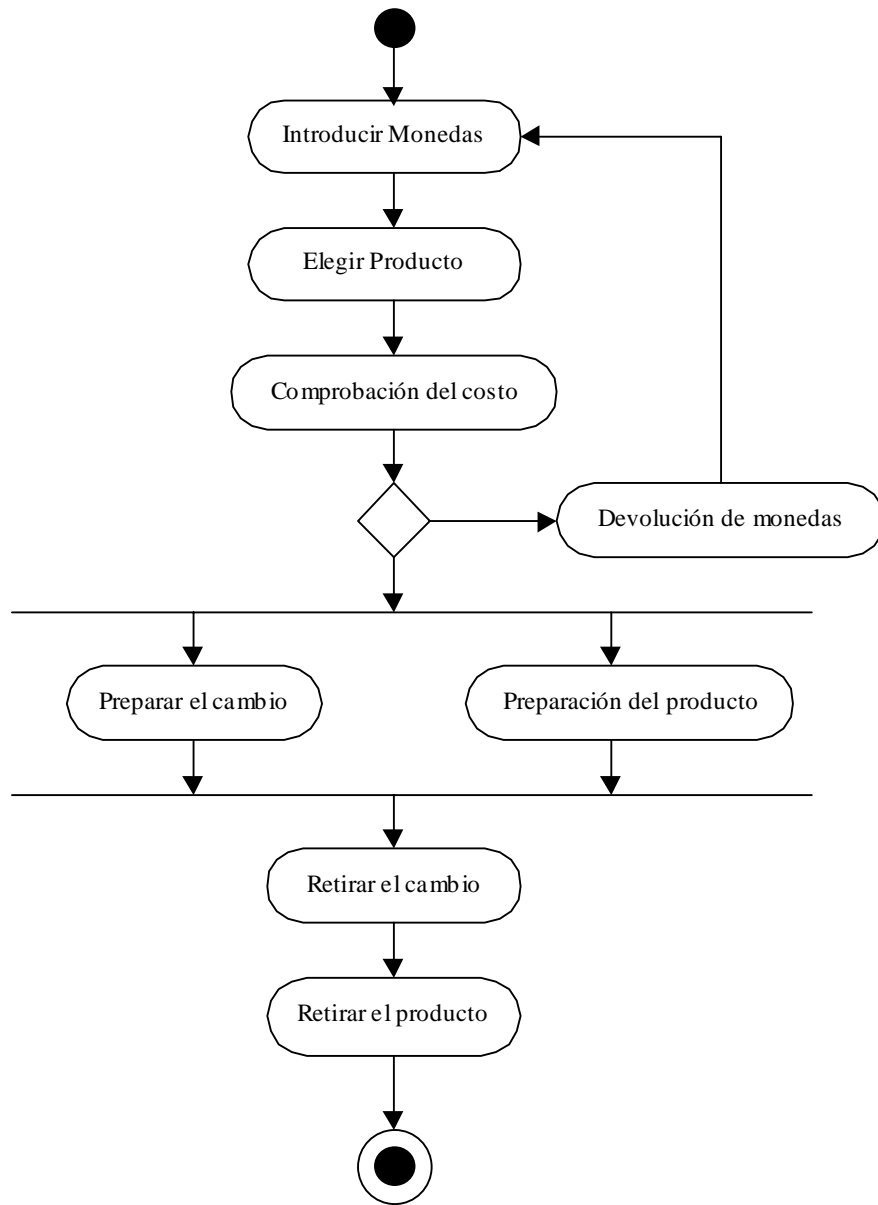 Introducir Monedas
Elegir Producto
Comprobación del costo
Devolución de monedas
Preparar el cambio
Preparación del producto
Retirar el cambio
Retirar el producto